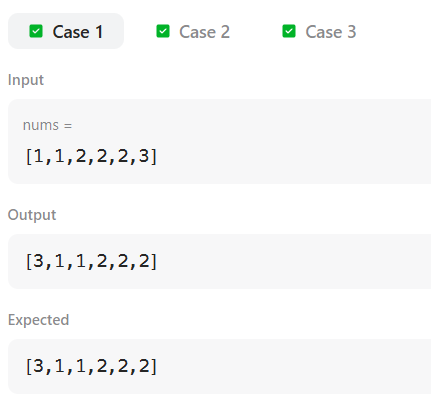 Case 1 Case 2 Case 3
Input
nums =
[1,1,2,2,2,3]
Output
[3,1,1,2,2,2]
Expected
[3,1,1,2,2,2]